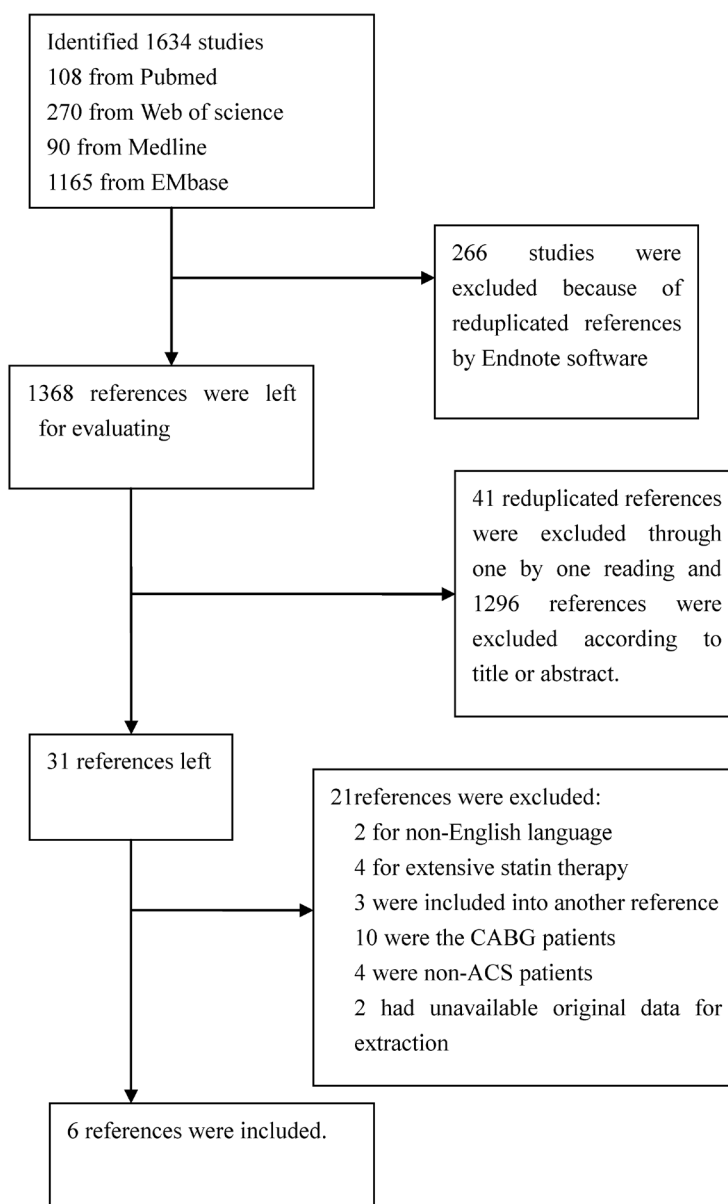 Identified 1634 studies
108 from Pubmed
270 from Web of science
90 from Medline
1165 from EMbase
266 studies were
excluded because of
reduplicated references
by Endnote software
1368 references were left
for evaluating
41 reduplicated references
were excluded through
one by one reading and
1296 references were
excluded according to
title or abstract.
31 references left
21references were excluded:
2 for non-English language
4 for extensive statin therapy
3 were included into another reference
10 were the CABG patients
4 were non-ACS patients
2 had unavailable original data for
extraction
6 references were included.